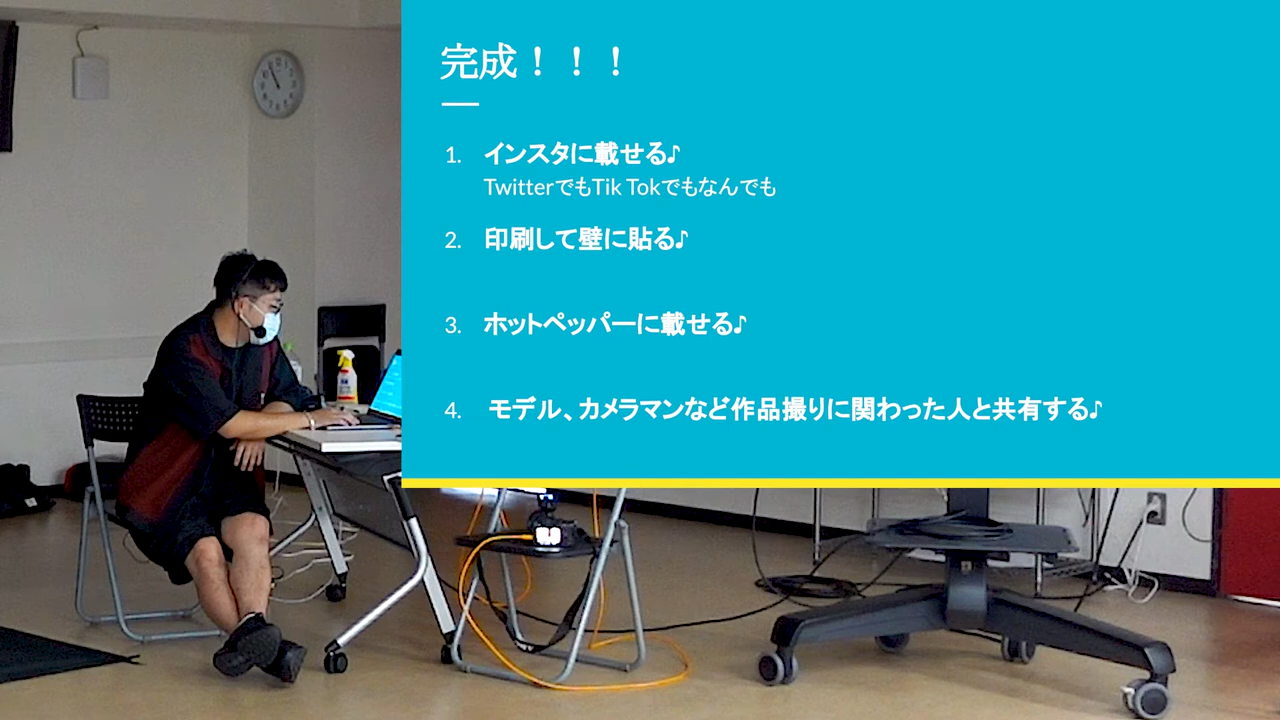 完成！！！
1. インスタに載せる♪
TwitterでもTik Tokでもなんでも
2. 印刷して壁に貼る♪
3. ホットペッパーに載せる♪
4. モデル、カメラマンなど作品撮りに関わった人と共有する♪